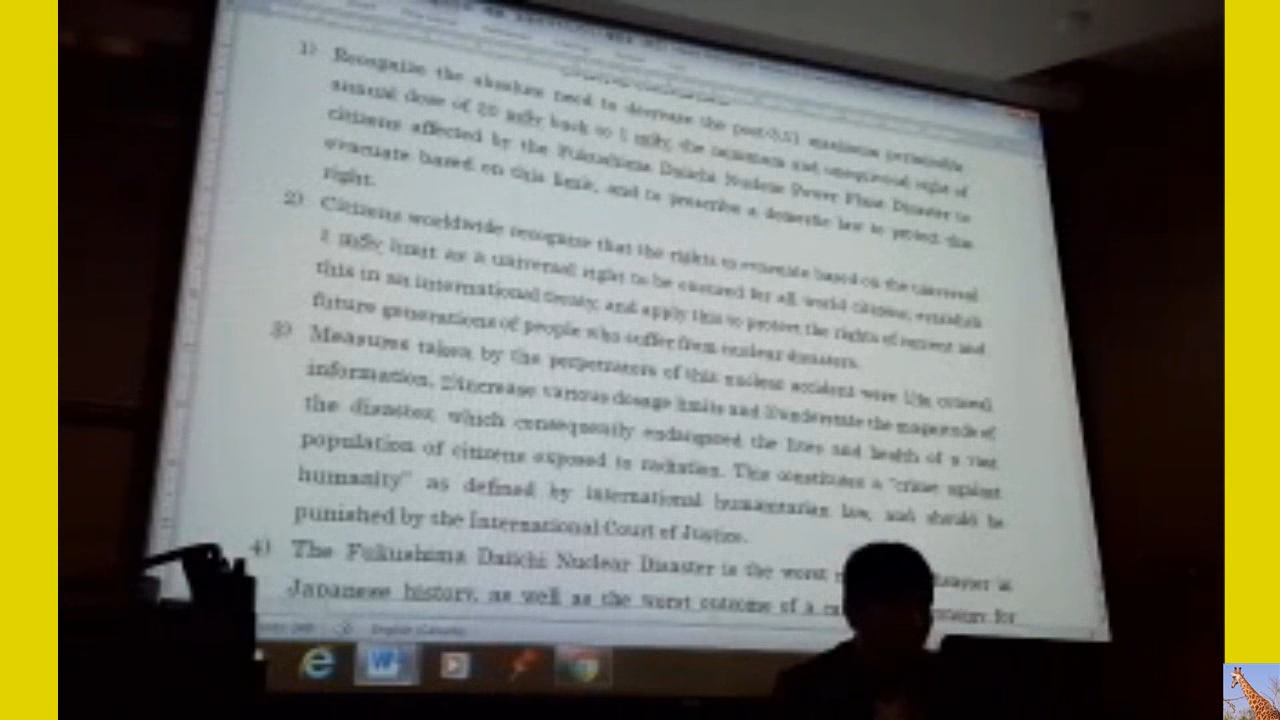 1) Recognize the absolute need to decrease the post-3.11 maximum permissible
annual dose of 20 mSv back to 1 mSv, the minimum and unequivocal right of
citizens affected by the Fukushima Daiichi Nuclear Power Plant Disaster to
evacuate based on this limit, and to prescribe a domestic law to protect this
right.
2) Citizens worldwide recognize that the rights to evacuate based on the universal
1 mSv limit as a universal right to be ensured for all world citizens, establish
this in an international treaty, and apply this to protect the rights of current and
future generations of people who suffer from nuclear disasters.
3) Measures taken by the perpetrators of this nuclear accident were to conceal
information, 2)increase various dosage limits and 3)understate the magnitude of
the disaster, which consequently endangered the lives and health of a vast
population of citizens exposed to radiation. This constitutes a "crime against
humanity" as defined by international humanitarian law, and should be
punished by the International Court of Justice.
4) The Fukushima Daiichi Nuclear Disaster is the worst disaster in
Japanese history, as well as the worst outcome of a for
English (Canada)